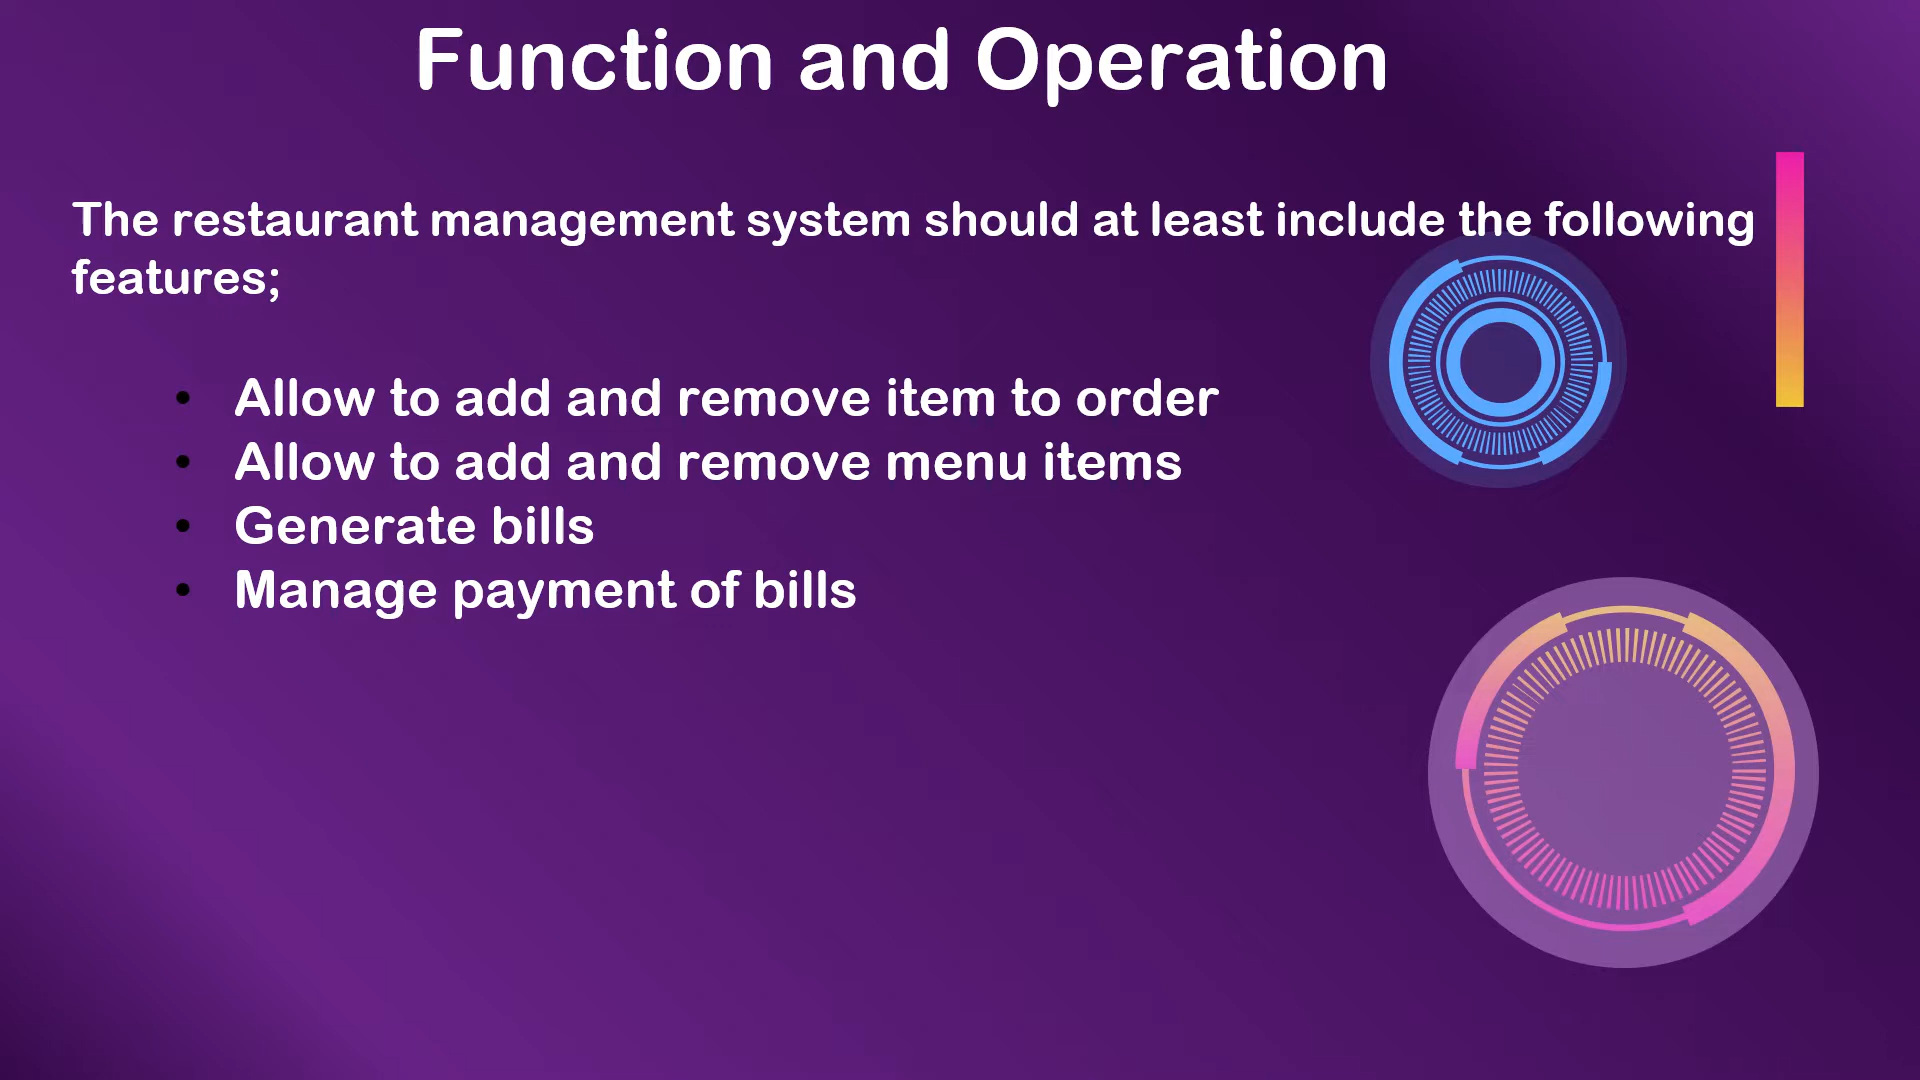 Function and Operation
The restaurant management system should at least include the following
features;
• Allow to add and remove item to order
• Allow to add and remove menu items
• Generate bills
• Manage payment of bills